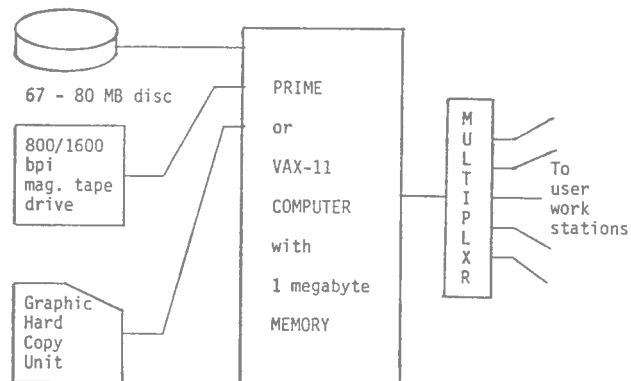 67 - 80 MB disc
800/1600
bpi
mag. tape
drive
Graphic
Hard
Copy
Unit
PRIME
or
VAX-11
COMPUTER
with
1 megabyte
MEMORY
MULTIPLXR
To
user
work
stations